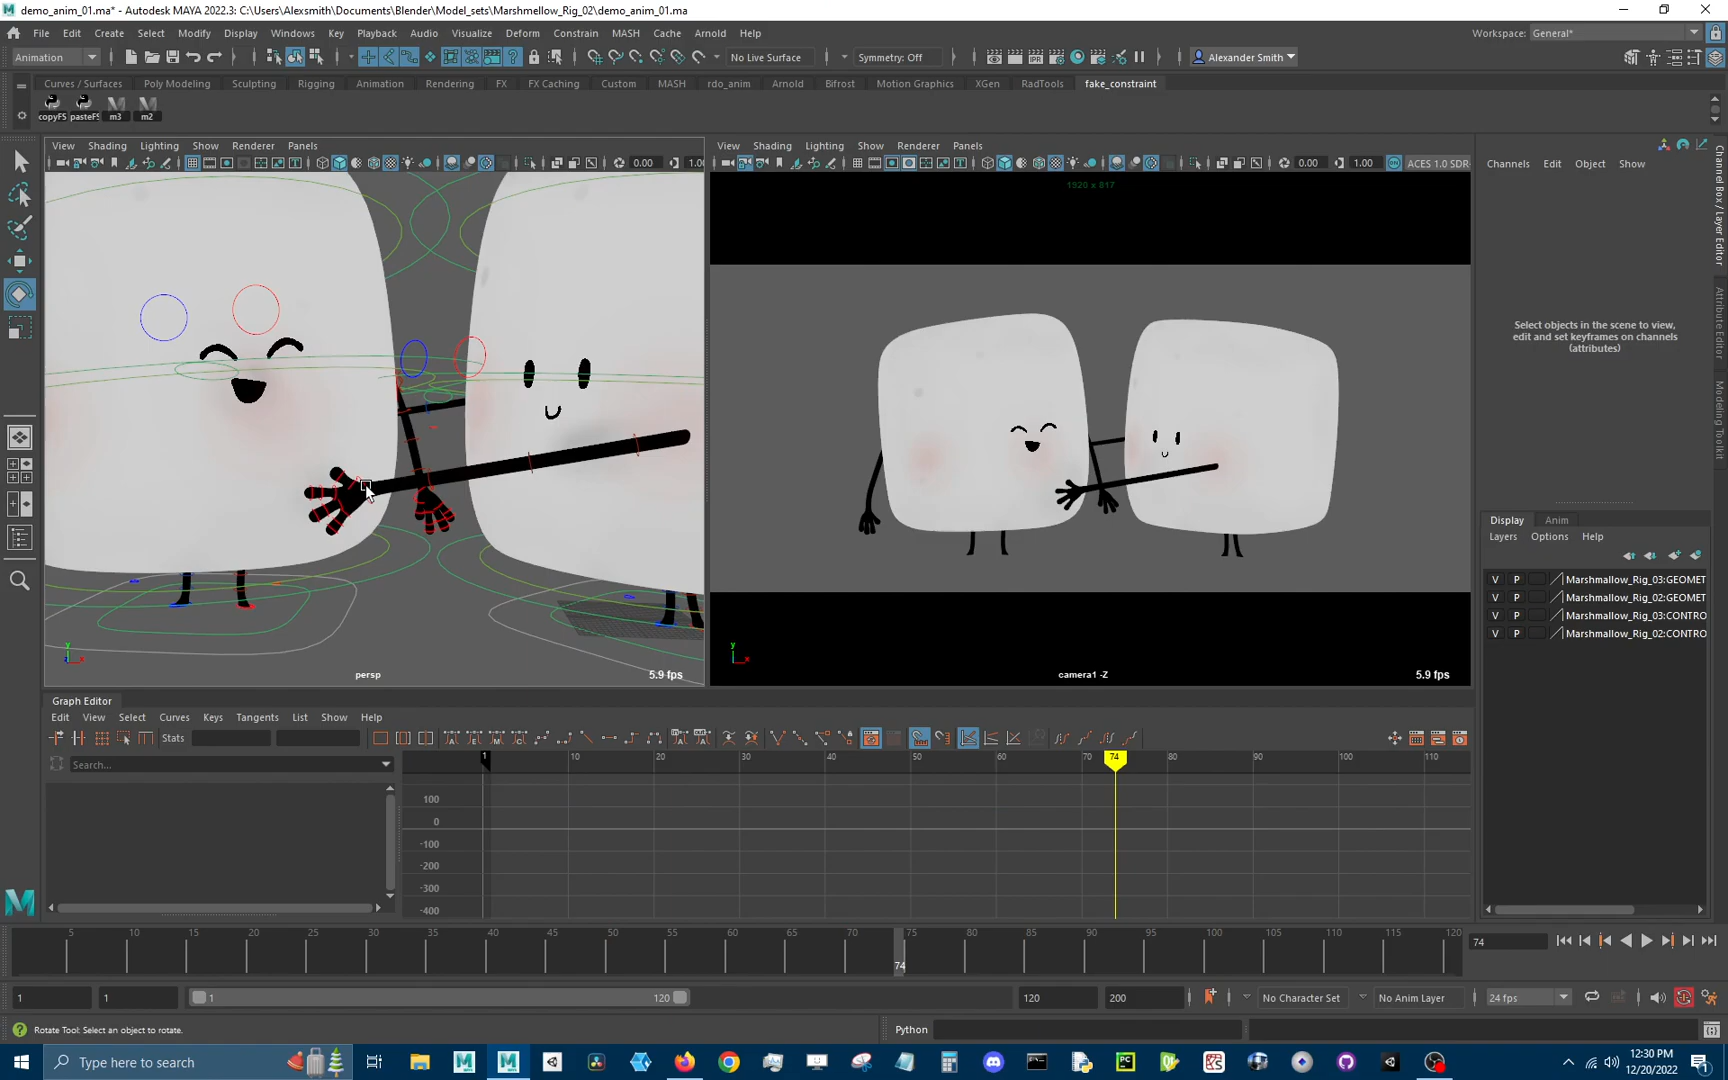 demo_anim_01.ma* - Autodesk MAYA 2022.3: C:\Users\Alexsmith\Documents\Blender\Model_sets\Marshmellow_Rig_02\demo_anim_01.ma
File Edit Create Select Modify Display Windows Key Playback Audio Visualize Deform Constrain MASH Cache Arnold Help
Workspace: General*
Animation
No Live Surface
Symmetry: Off
Alexander Smith
Curves / Surfaces Poly Modeling Sculpting Rigging Animation Rendering FX FX Caching Custom MASH rdo_anim Arnold Bifrost Motion Graphics XGen RadTools fake_constraint
copyFS pasteFS m3 m2
View Shading Lighting Show Renderer Panels
View Shading Lighting Show Renderer Panels
Channels Edit Object Show
0.00
1.0
0.00
1.00
ACES 1.0 SDR-
1920 x 817
Select objects in the scene to view,
edit and set keyframes on channels
(attributes)
Channel Box / Layer Editor
Attribute Editor
Modeling Toolkit
Display Anim
Layers Options Help
V P Marshmallow_Rig_03:GEOMET
V P Marshmallow_Rig_02:GEOMET
V P Marshmallow_Rig_03:CONTRO
V P Marshmallow_Rig_02:CONTRO
y
x
z
persp
5.9 fps
y
x
camera1 -Z
5.9 fps
Graph Editor
Edit View Select Curves Keys Tangents List Show Help
Stats
Search...
1 10 20 30 40 50 60 70 74 80 90 100 110
100
0
-100
-200
-300
-400
5 10 15 20 25 30 35 40 45 50 55 60 65 70 75 80 85 90 95 100 105 110 115 120
74
74
1
1
1
120
120
200
No Character Set
No Anim Layer
24 fps
Rotate Tool: Select an object to rotate.
Python
Type here to search
12:30 PM
12/20/2022
1